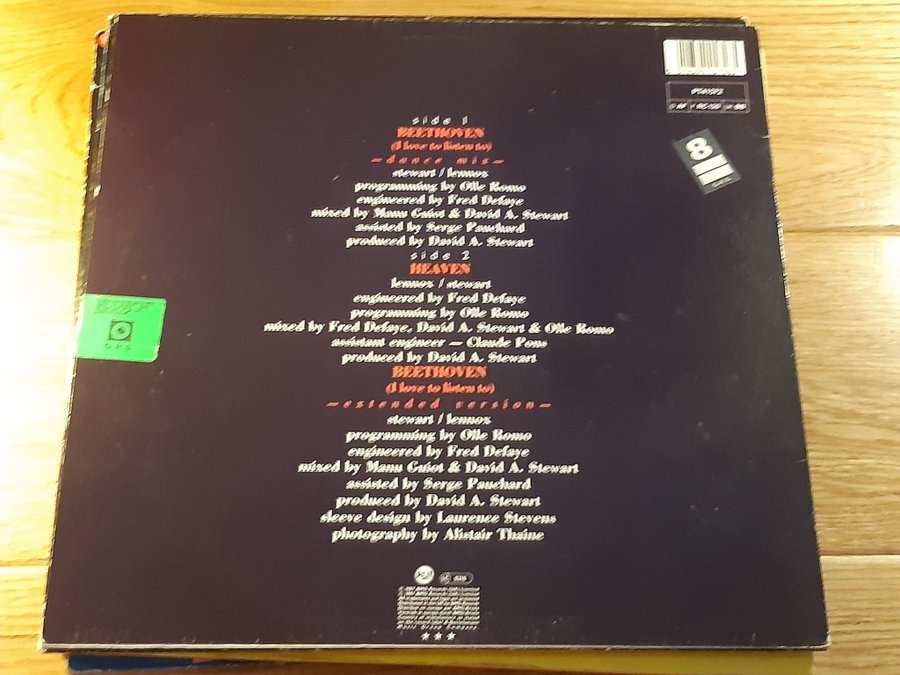 8
side 1
BEETHOVEN
(I love to listen to)
—dance mix—
stewart / lennox
programming by Olle Romo
engineered by Fred Defaye
mixed by Manu Guiot & David A. Stewart
assisted by Serge Pauchard
produced by David A. Stewart
side 2
HEAVEN
lennox / stewart
engineered by Fred Defaye
programming by Olle Romo
mixed by Fred Defaye, David A. Stewart & Olle Romo
assistant engineer — Claude Pons
produced by David A. Stewart
BEETHOVEN
(I love to listen to)
—extended version—
stewart / lennox
programming by Olle Romo
engineered by Fred Defaye
mixed by Manu Guiot & David A. Stewart
assisted by Serge Pauchard
produced by David A. Stewart
sleeve design by Laurence Stevens
photography by Alistair Thaine